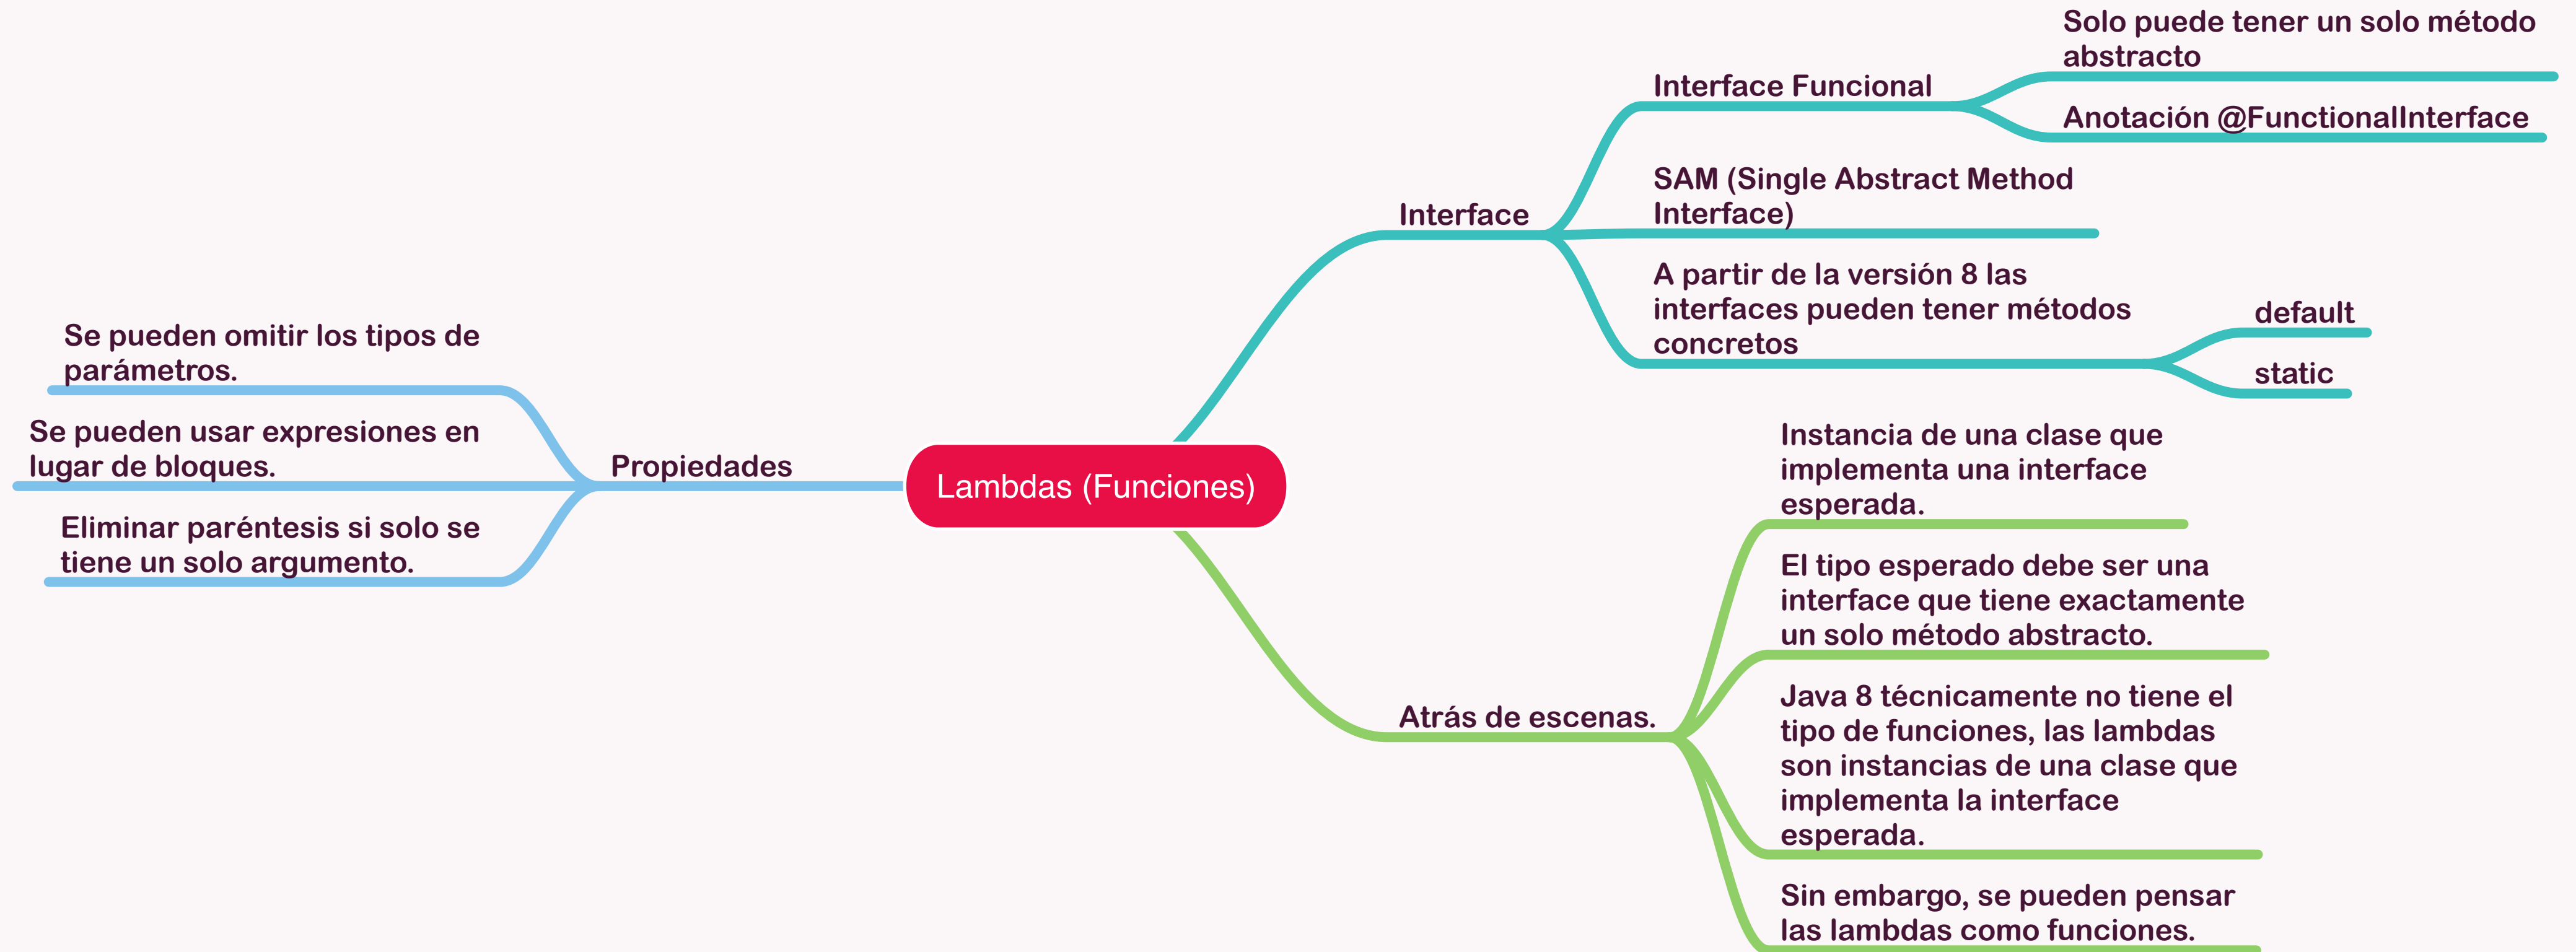 Lambdas (Funciones)
Interface
Interface Funcional
Solo puede tener un solo método
abstracto
Anotación @FunctionalInterface
SAM (Single Abstract Method
Interface)
A partir de la versión 8 las
interfaces pueden tener métodos
concretos
default
static
Atrás de escenas.
Instancia de una clase que
implementa una interface
esperada.
El tipo esperado debe ser una
interface que tiene exactamente
un solo método abstracto.
Java 8 técnicamente no tiene el
tipo de funciones, las lambdas
son instancias de una clase que
implementa la interface
esperada.
Sin embargo, se pueden pensar
las lambdas como funciones.
Propiedades
Se pueden omitir los tipos de
parámetros.
Se pueden usar expresiones en
lugar de bloques.
Eliminar paréntesis si solo se
tiene un solo argumento.